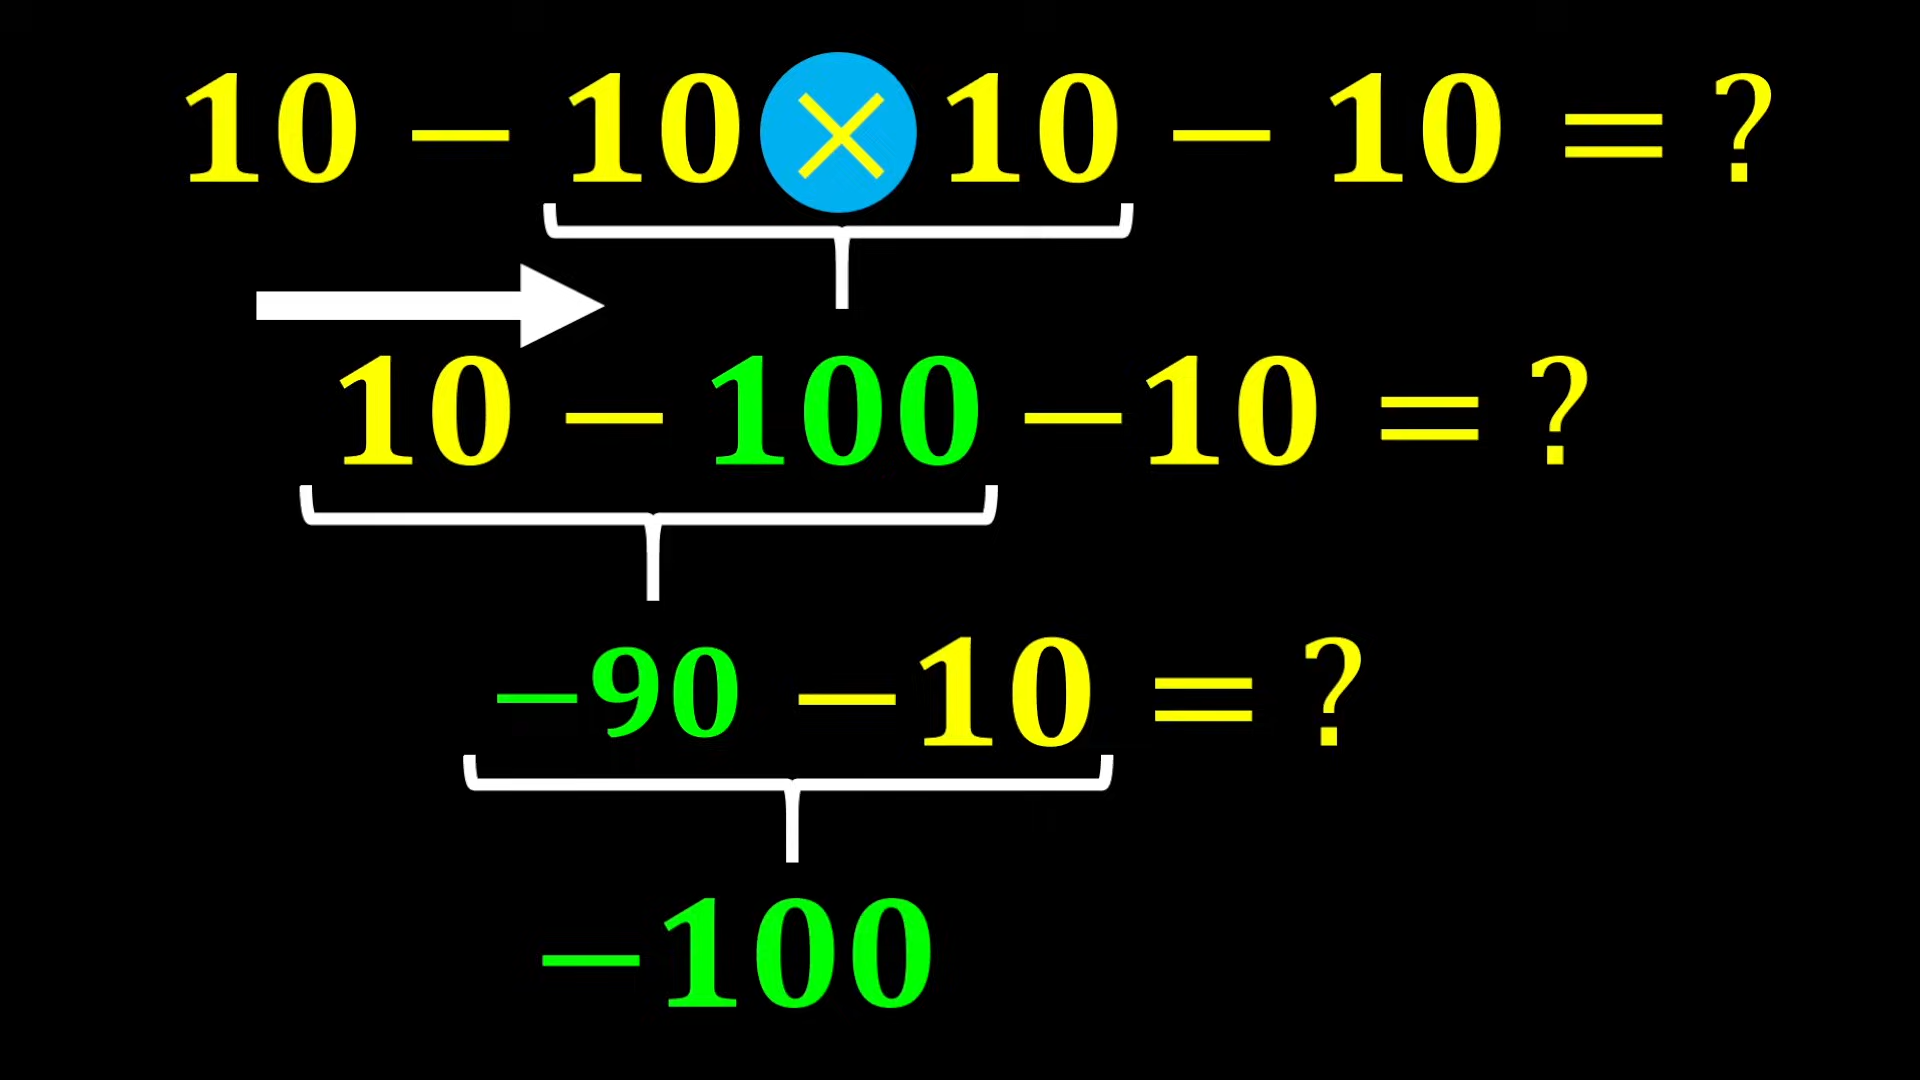 10 − 10 × 10 − 10 = ?
10 − 100 −10 = ?
−90 −10 = ?
−100